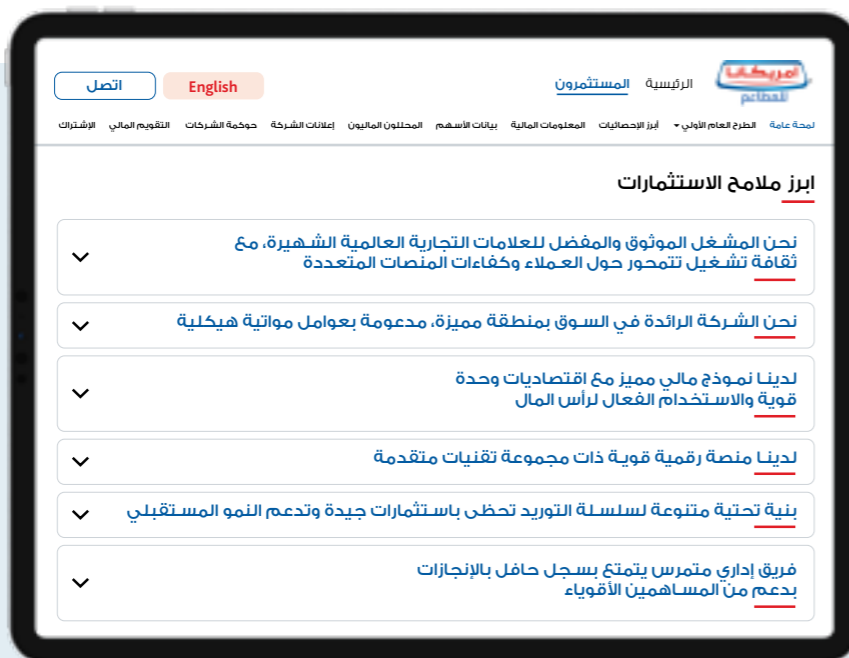 امريكانا
للمطاعم
الرئيسية المستثمرون English اتصل
لمحة عامة الطرح العام الأولي أبرز الإحصائيات المعلومات المالية بيانات الأسهم المحللون الماليون إعلانات الشركة حوكمة الشركات التقويم المالي الإشتراك
ابرز ملامح الاستثمارات
نحن المشغل الموثوق والمفضل للعلامات التجارية العالمية الشهيرة، مع
ثقافة تشغيل تتمحور حول العملاء وكفاءات المنصات المتعددة
نحن الشركة الرائدة في السوق بمنطقة مميزة، مدعومة بعوامل مواتية هيكلية
لدينا نموذج مالي مميز مع اقتصاديات وحدة
قوية والاستخدام الفعال لرأس المال
لدينا منصة رقمية قوية ذات مجموعة تقنيات متقدمة
بنية تحتية متنوعة لسلسلة التوريد تحظى باستثمارات جيدة وتدعم النمو المستقبلي
فريق إداري متمرس يتمتع بسجل حافل بالإنجازات
بدعم من المساهمين الأقوياء